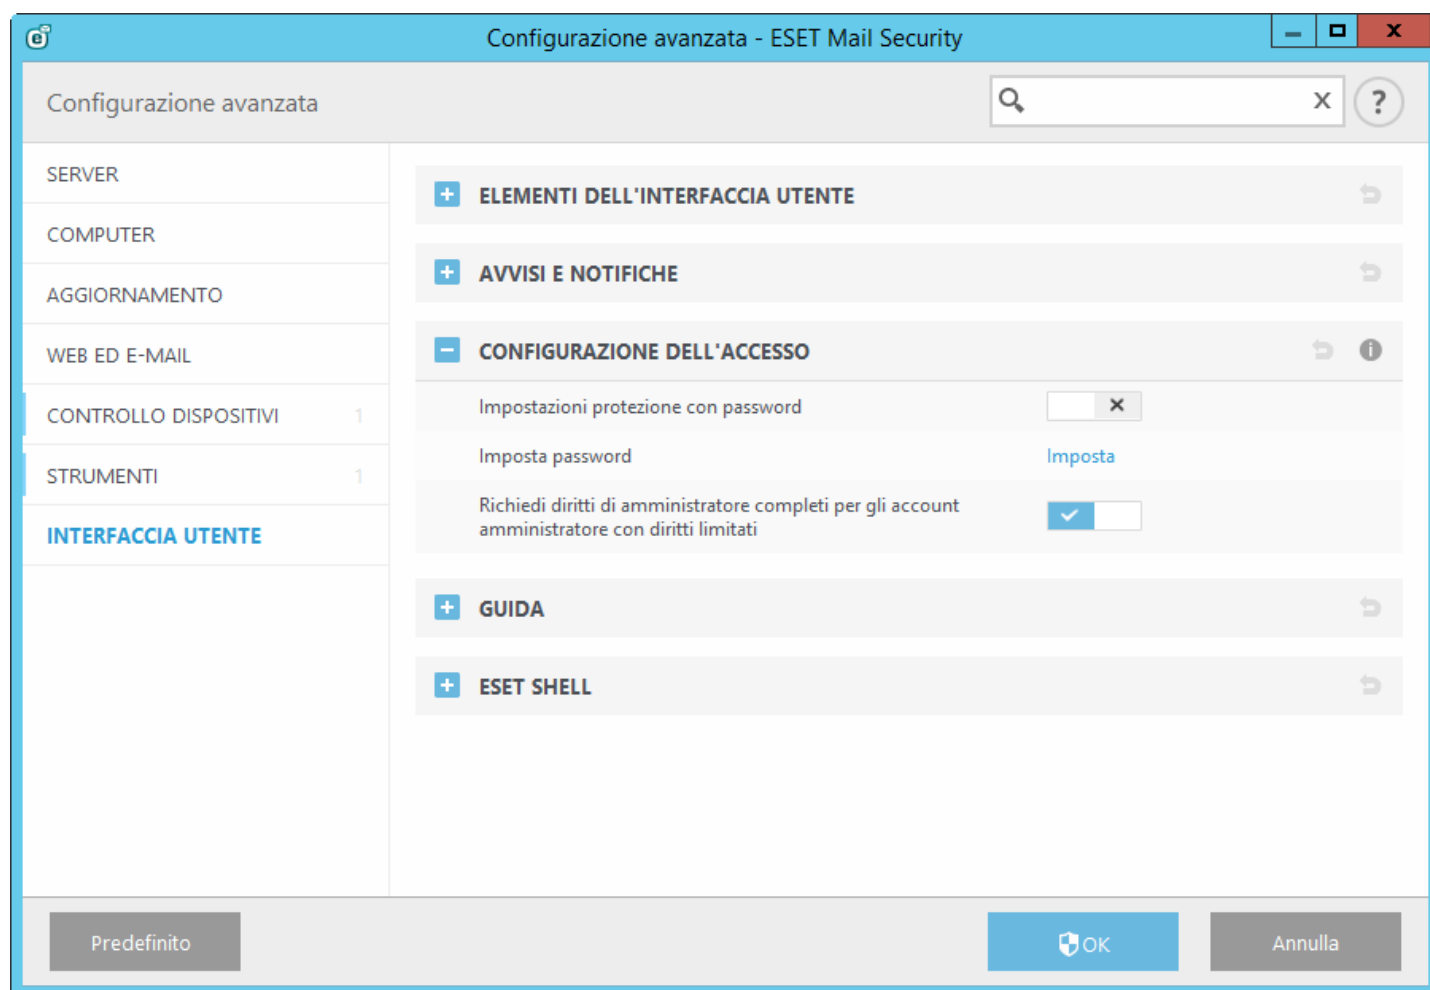 Configurazione avanzata - ESET Mail Security
Configurazione avanzata
SERVER
COMPUTER
AGGIORNAMENTO
WEB ED E-MAIL
CONTROLLO DISPOSITIVI 1
STRUMENTI 1
INTERFACCIA UTENTE
ELEMENTI DELL'INTERFACCIA UTENTE
AVVISI E NOTIFICHE
CONFIGURAZIONE DELL'ACCESSO
Impostazioni protezione con password
Imposta password Imposta
Richiedi diritti di amministratore completi per gli account
amministratore con diritti limitati
GUIDA
ESET SHELL
Predefinito
OK
Annulla